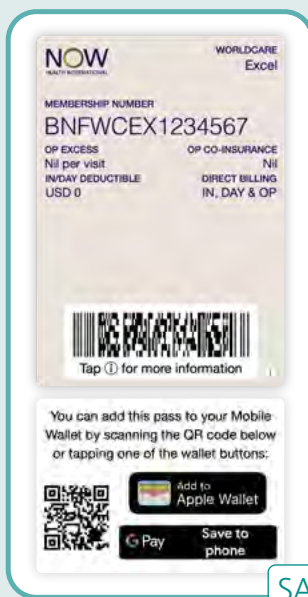 NOW
HEALTH INTERNATIONAL
WORLDCARE
Excel
MEMBERSHIP NUMBER
BNFWCEX1234567
OP EXCESS
Nil per visit
OP CO-INSURANCE
Nil
IN/DAY DEDUCTIBLE
USD 0
DIRECT BILLING
IN, DAY & OP
Tap ⓘ for more information
You can add this pass to your Mobile
Wallet by scanning the QR code below
or tapping one of the wallet buttons:
Add to
Apple Wallet
G Pay
Save to
phone
SA